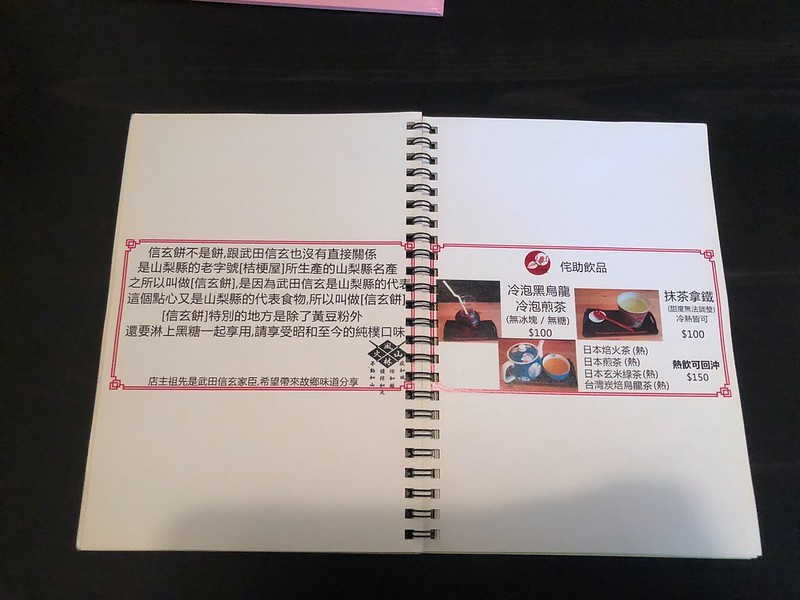 信玄餅不是餅,跟武田信玄也沒有直接關係
是山梨縣的老字號[桔梗屋]所生產的山梨縣名產
之所以叫做[信玄餅],是因為武田信玄是山梨縣的代表
這個點心又是山梨縣的代表食物,所以叫做[信玄餅]
[信玄餅]特別的地方是除了黃豆粉外
還要淋上黑糖一起享用,請享受昭和至今的純樸口味
風
火 山
林
店主祖先是武田信玄家臣,希望帶來故鄉味道分享
侘助飲品
冷泡黑烏龍
冷泡煎茶
(無冰塊 / 無糖)
$100
抹茶拿鐵
(甜度無法調整)
冷熱皆可
$100
日本焙火茶 (熱)
日本煎茶 (熱)
日本玄米綠茶 (熱)
台灣炭焙烏龍茶 (熱)
熱飲可回沖
$150